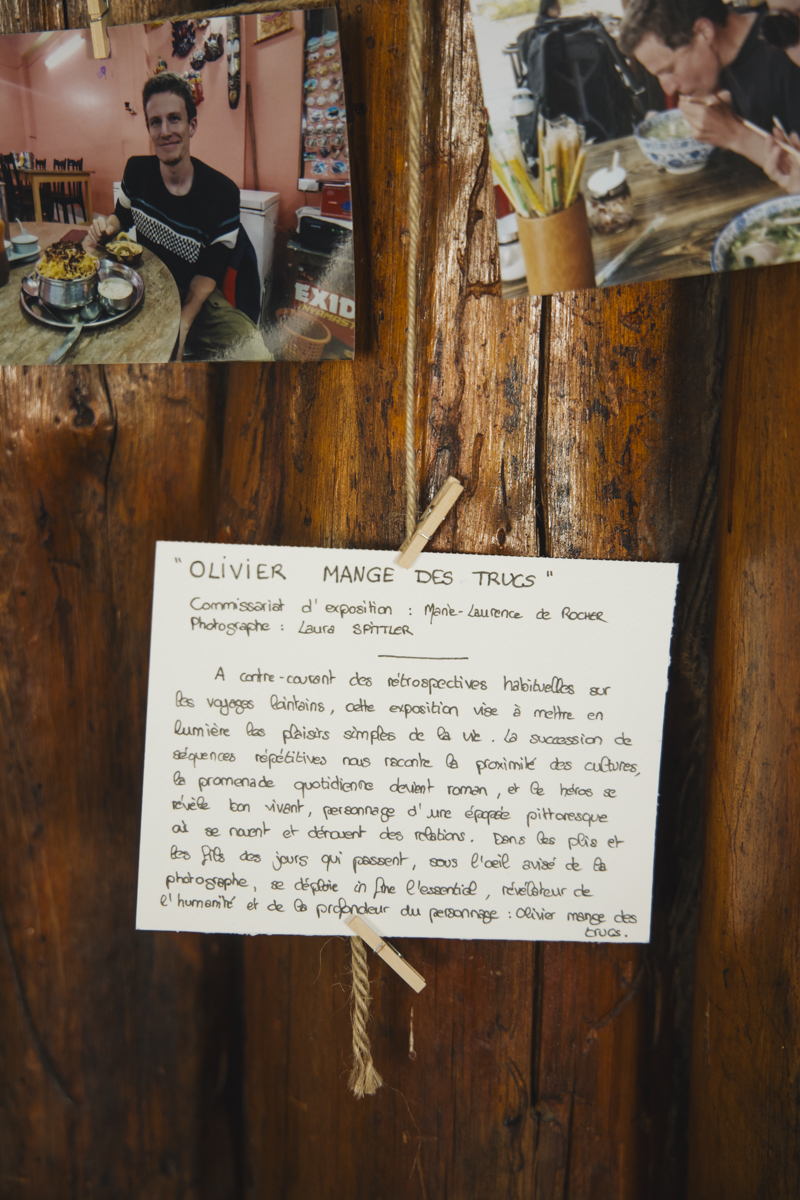 EXID
"OLIVIER MANGE DES TRUCS"
Commissariat d'exposition : Marie-Laurence de ROCHER
Photographe : Laura SPITTLER
A contre-courant des rétrospectives habituelles sur
les voyages lointains, cette exposition vise à mettre en
lumière les plaisirs simples de la vie. La succession de
séquences répétitives nous raconte la proximité des cultures,
la promenade quotidienne devient roman, et le héros se
révèle bon vivant, personnage d'une épopée pittoresque
où se nouent et dénouent des relations. Dans les plis et
les fils des jours qui passent, sous l'œil avisé de la
photographe, se déploie in fine l'essentiel, révélateur de
l'humanité et de la profondeur du personnage : Olivier mange des
trucs.